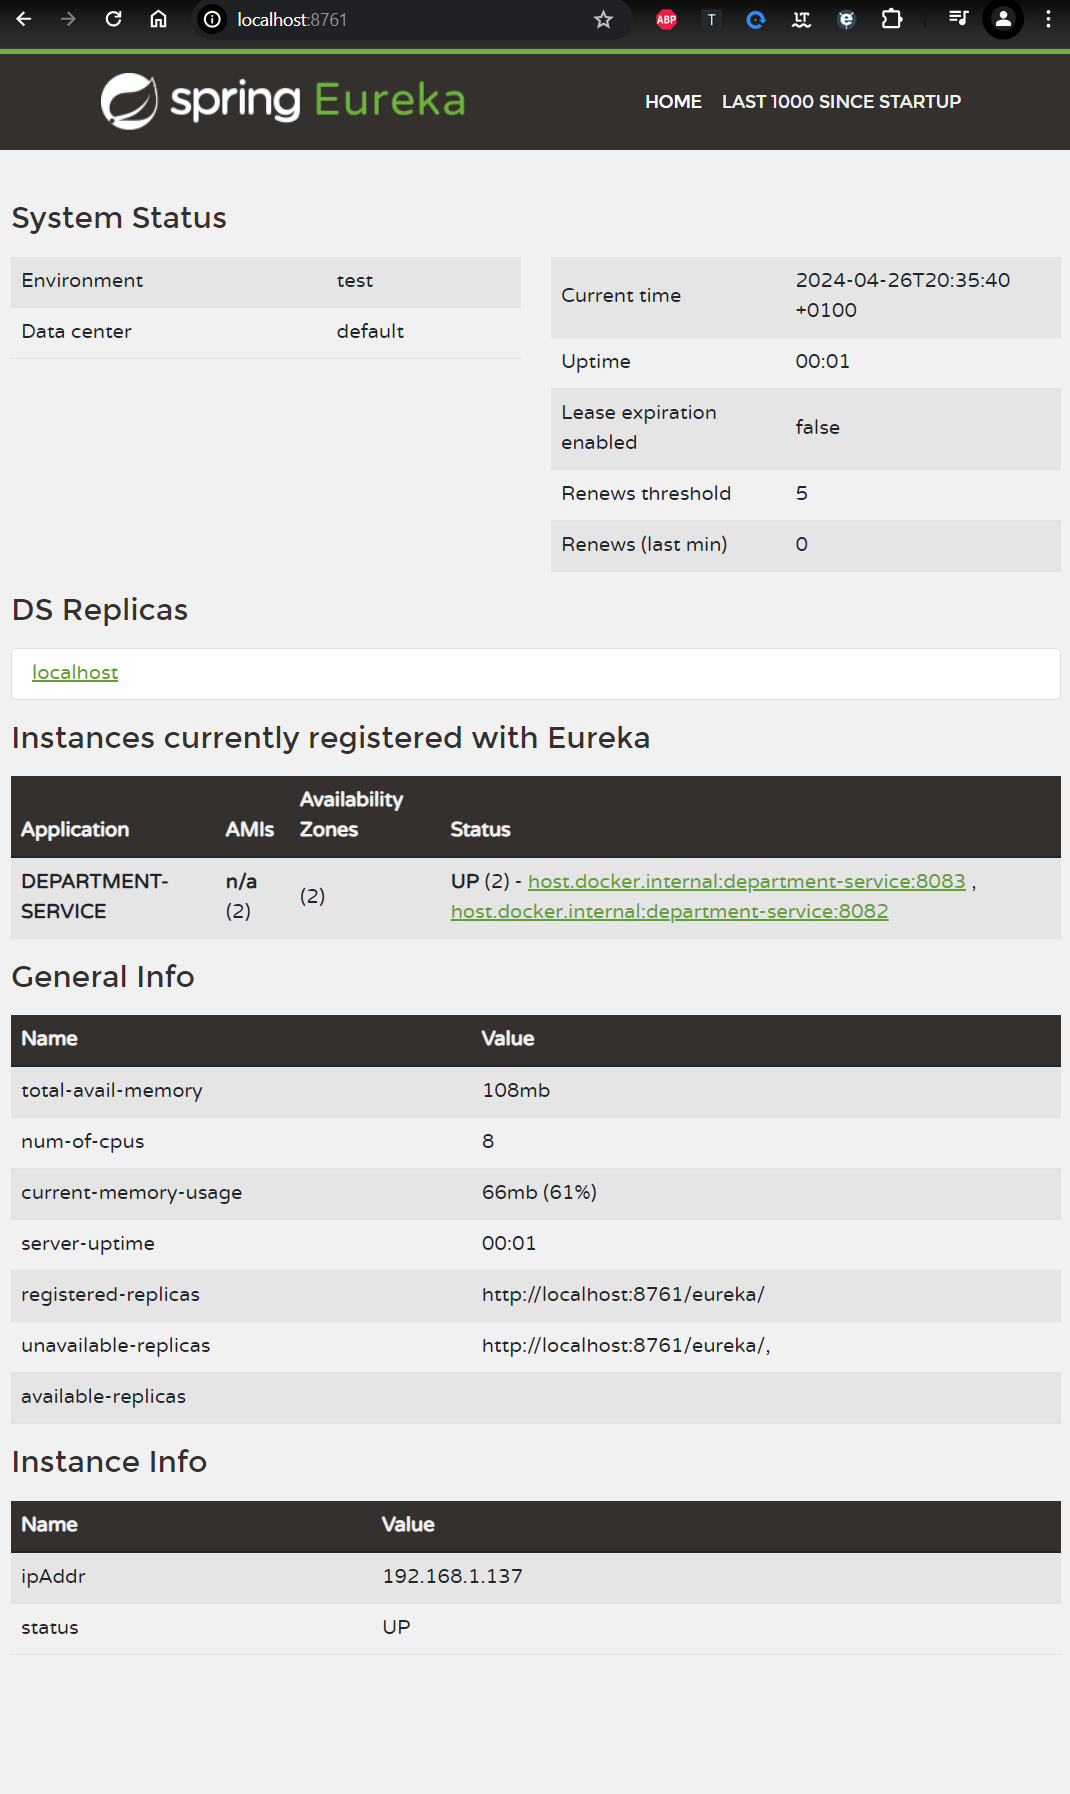 localhost:8761
ABP
T
spring Eureka
HOME LAST 1000 SINCE STARTUP
System Status
Environment test
Data center default
Current time 2024-04-26T20:35:40
+0100
Uptime 00:01
Lease expiration
enabled false
Renews threshold 5
Renews (last min) 0
DS Replicas
localhost
Instances currently registered with Eureka
Application AMIs Availability
Zones Status
DEPARTMENT-
SERVICE
n/a
(2)
(2)
UP (2) - host.docker.internal:department-service:8083 ,
host.docker.internal:department-service:8082
General Info
Name Value
total-avail-memory 108mb
num-of-cpus 8
current-memory-usage 66mb (61%)
server-uptime 00:01
registered-replicas http://localhost:8761/eureka/
unavailable-replicas http://localhost:8761/eureka/,
available-replicas
Instance Info
Name Value
ipAddr 192.168.1.137
status UP